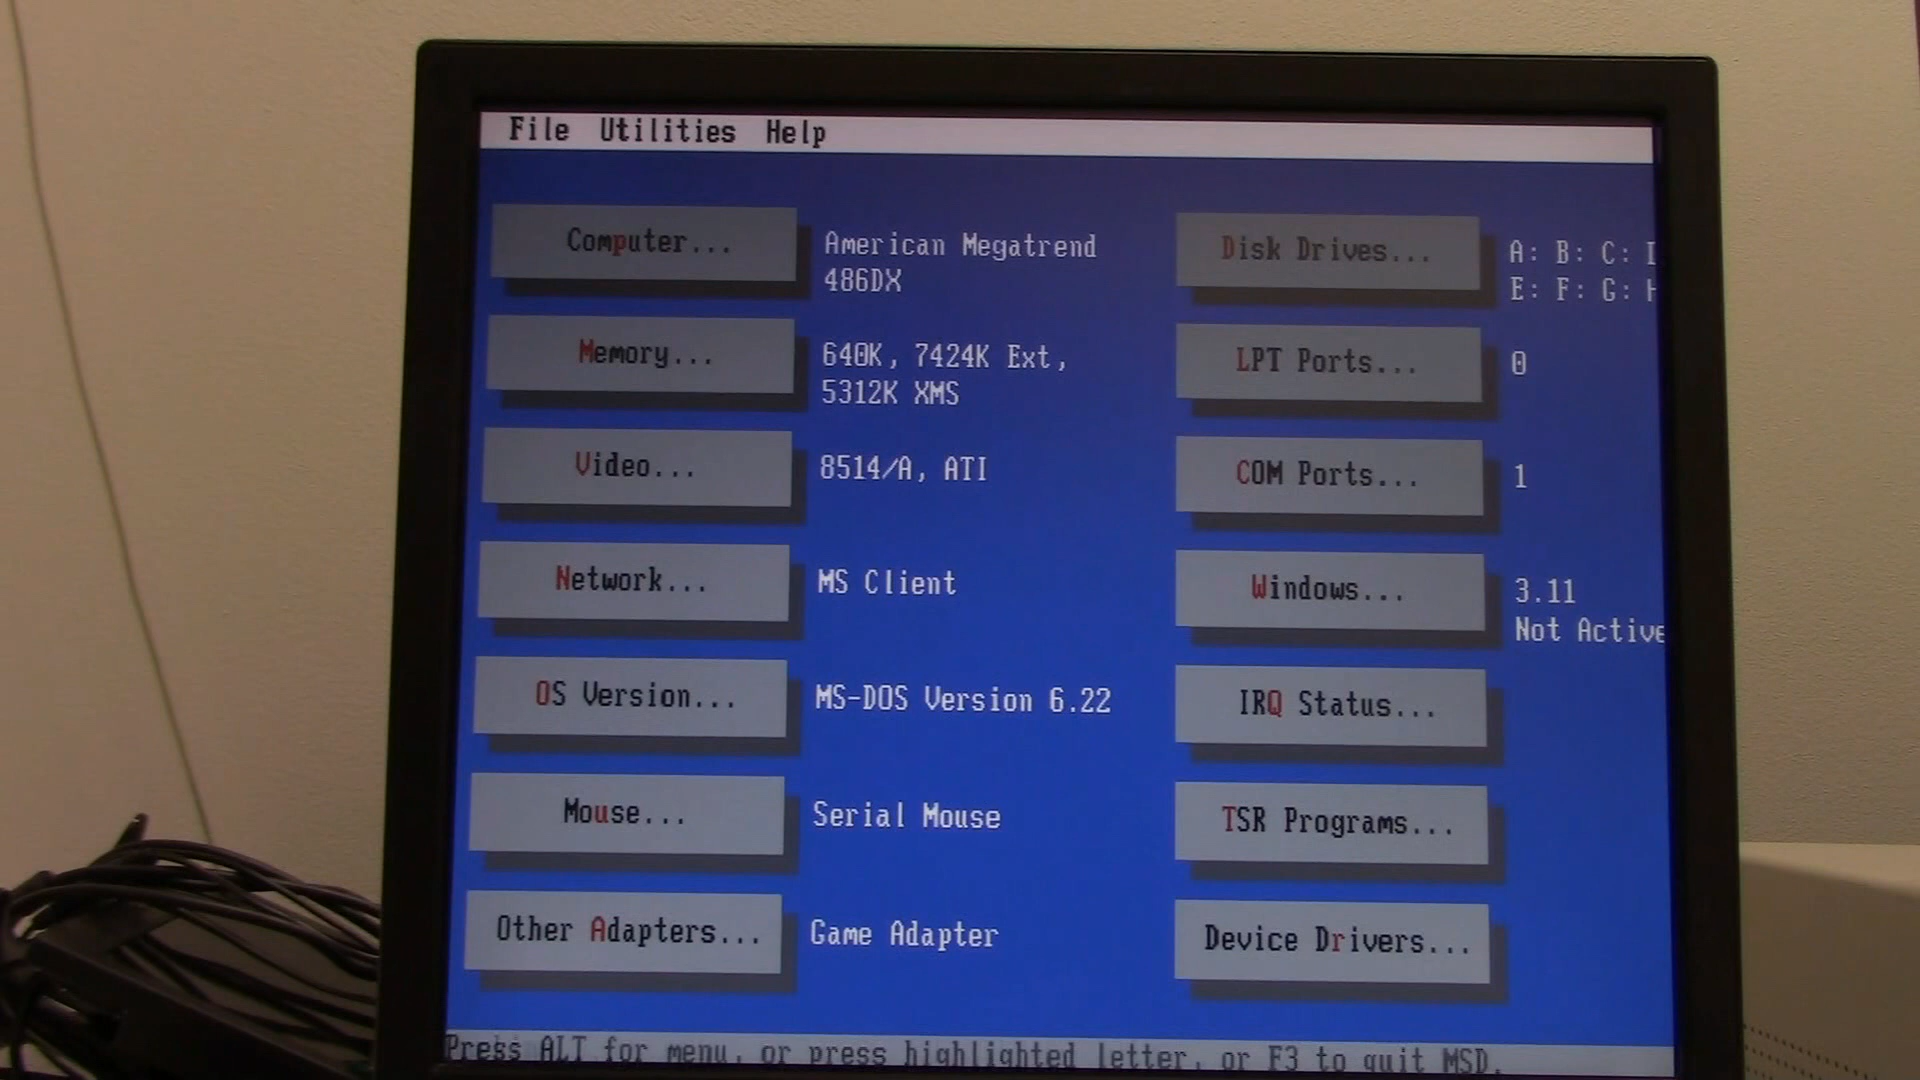 File Utilities Help
Computer... American Megatrend Disk Drives... A: B: C:
486DX E: F: G:
Memory... 640K, 7424K Ext, LPT Ports... 0
5312K XMS
Video... 8514/A, ATI COM Ports... 1
Network... MS Client Windows... 3.11
Not Active
OS Version... MS-DOS Version 6.22 IRQ Status...
Mouse... Serial Mouse TSR Programs...
Other Adapters... Game Adapter Device Drivers...
Press ALT for menu, or press highlighted letter, or F3 to quit MSD.